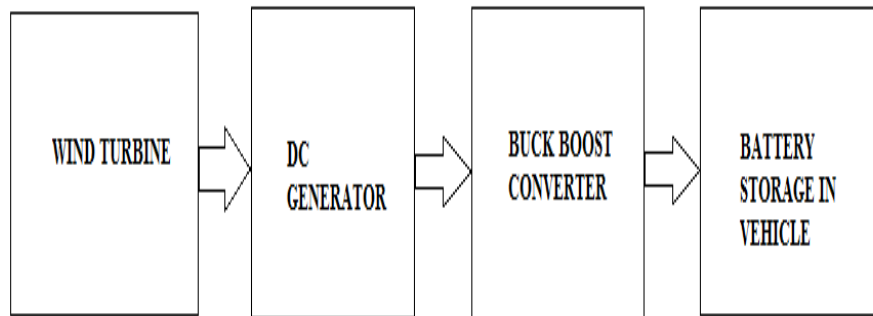 WIND TURBINE
DC
GENERATOR
BUCK BOOST
CONVERTER
BATTERY
STORAGE IN
VEHICLE